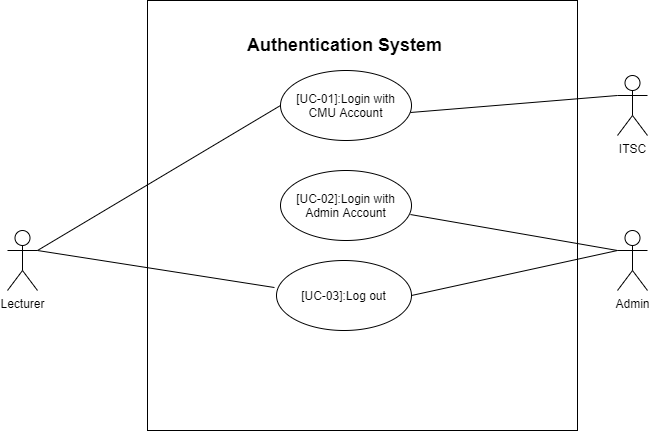 Authentication System
[UC-01]:Login with
CMU Account
ITSC
[UC-02]:Login with
Admin Account
[UC-03]:Log out
Lecturer
Admin